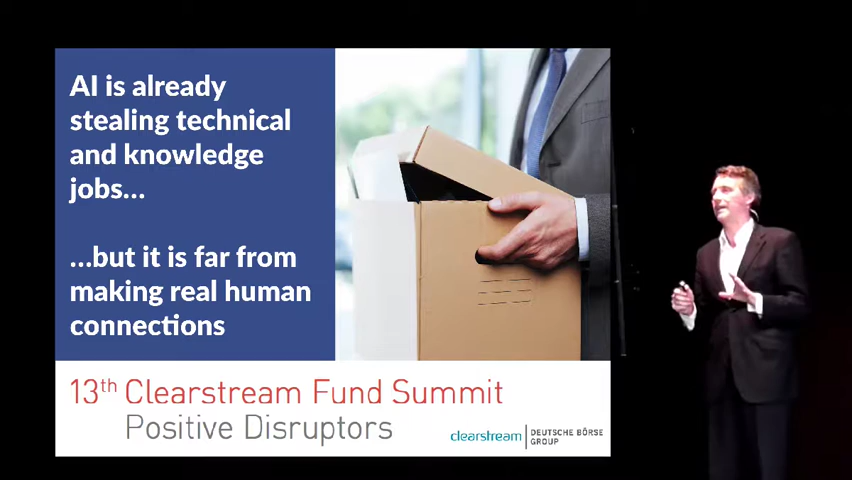 AI is already
stealing technical
and knowledge
jobs...
...but it is far from
making real human
connections
13th Clearstream Fund Summit
Positive Disruptors
clearstream
DEUTSCHE BÖRSE
GROUP